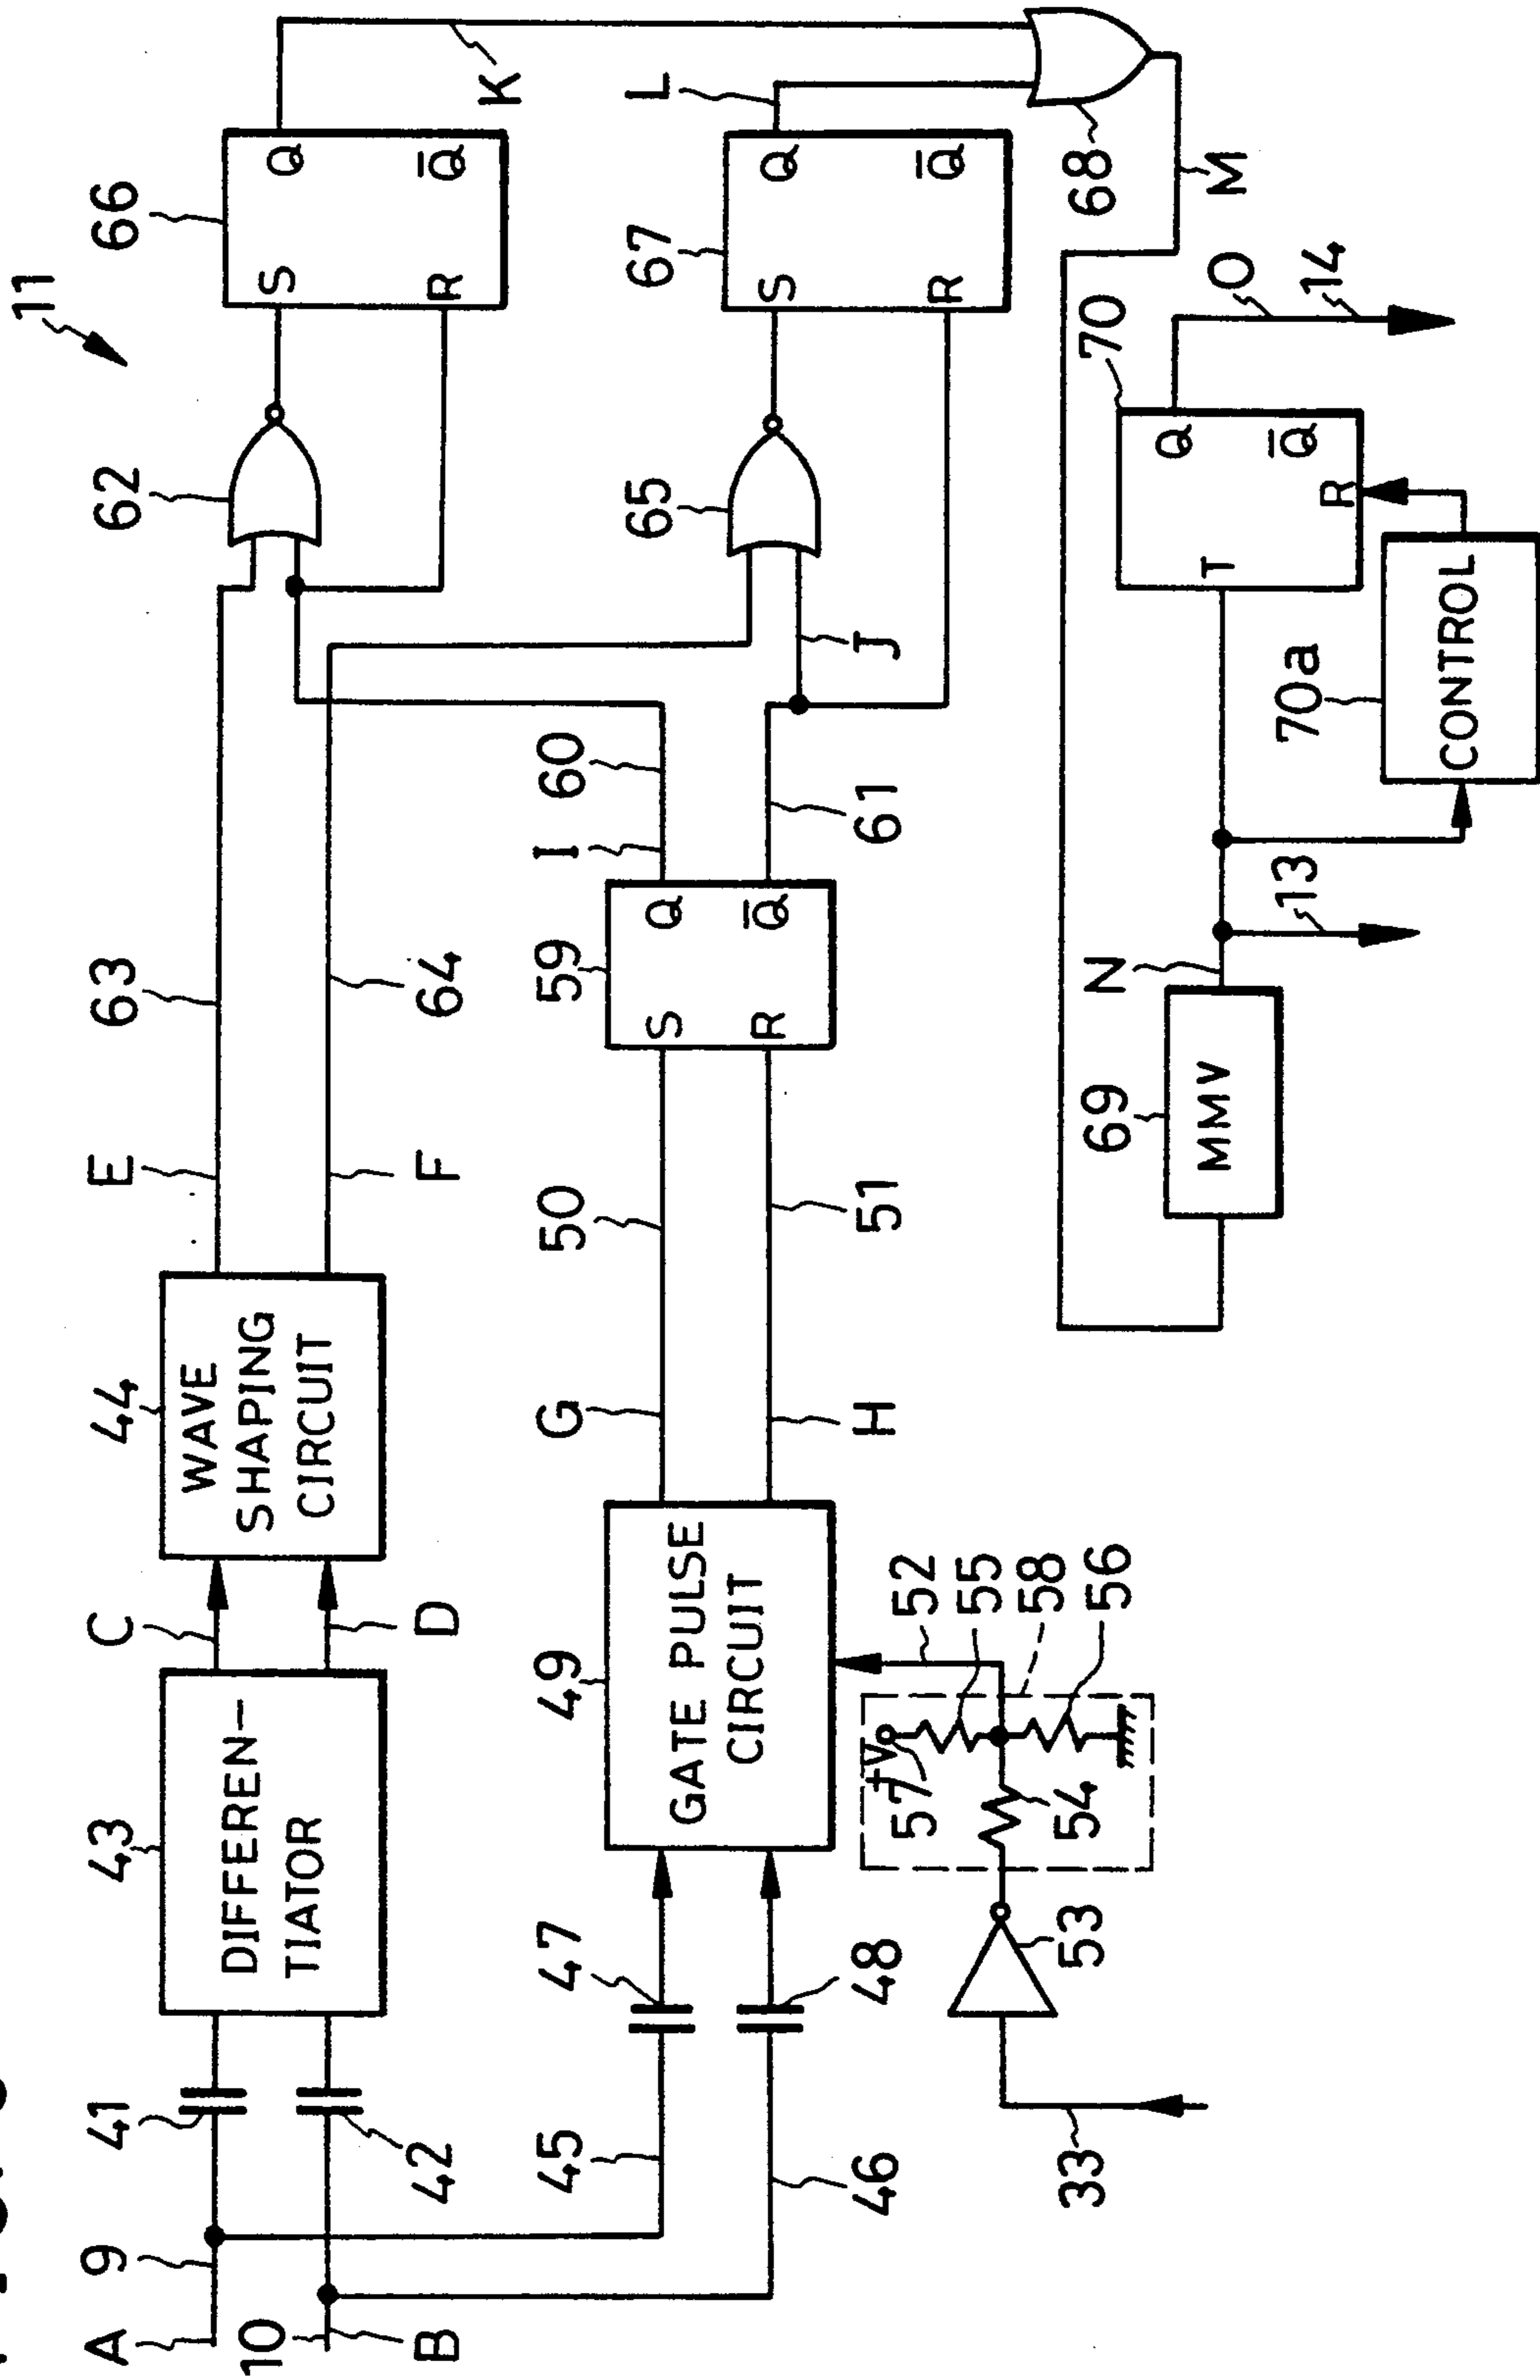 11
A
9
41
43
C
44
E
63
62
66
10
B
42
DIFFEREN-
TIATOR
D
WAVE
SHAPING
CIRCUIT
F
64
S
Q
R
Q̅
K
45
47
49
G
50
59
I
60
65
67
L
46
48
GATE PULSE
CIRCUIT
H
51
S
Q
R
Q̅
61
J
S
Q
R
Q̅
33
53
54
57
+V
52
55
58
56
68
M
69
MMV
N
13
T
Q
Q̅
R
70
O
14
70a
CONTROL